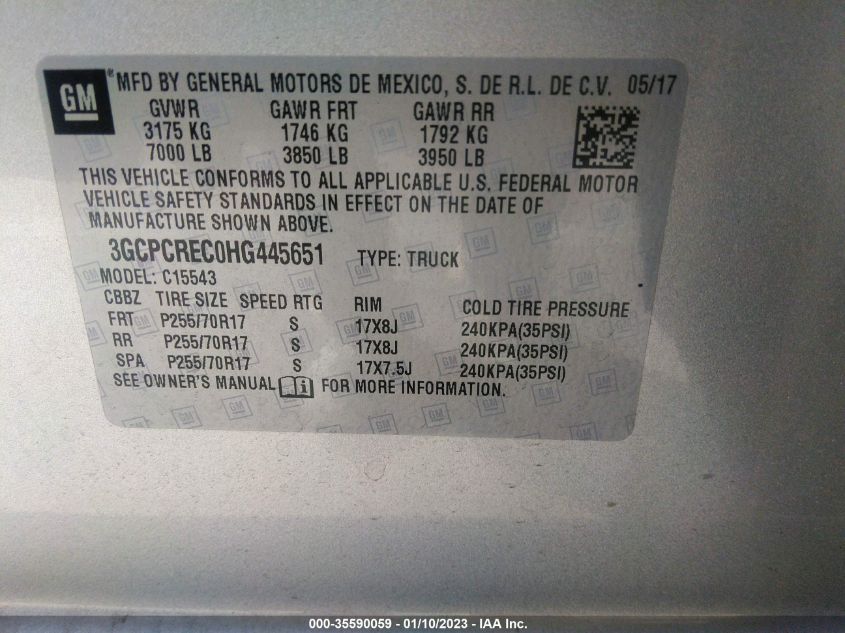 GM ® MFD BY GENERAL MOTORS DE MEXICO, S. DE R.L. DE C.V. 05/17
GVWR GAWR FRT GAWR RR
3175 KG 1746 KG 1792 KG
7000 LB 3850 LB 3950 LB
THIS VEHICLE CONFORMS TO ALL APPLICABLE U.S. FEDERAL MOTOR
VEHICLE SAFETY STANDARDS IN EFFECT ON THE DATE OF
MANUFACTURE SHOWN ABOVE.
3GCPCREC0HG445651 TYPE: TRUCK
MODEL: C15543
CBBZ TIRE SIZE SPEED RTG RIM COLD TIRE PRESSURE
FRT P255/70R17 S 17X8J 240KPA(35PSI)
RR P255/70R17 S 17X8J 240KPA(35PSI)
SPA P255/70R17 S 17X7.5J 240KPA(35PSI)
SEE OWNER'S MANUAL i FOR MORE INFORMATION.
000-35590059 - 01/10/2023 - IAA Inc.